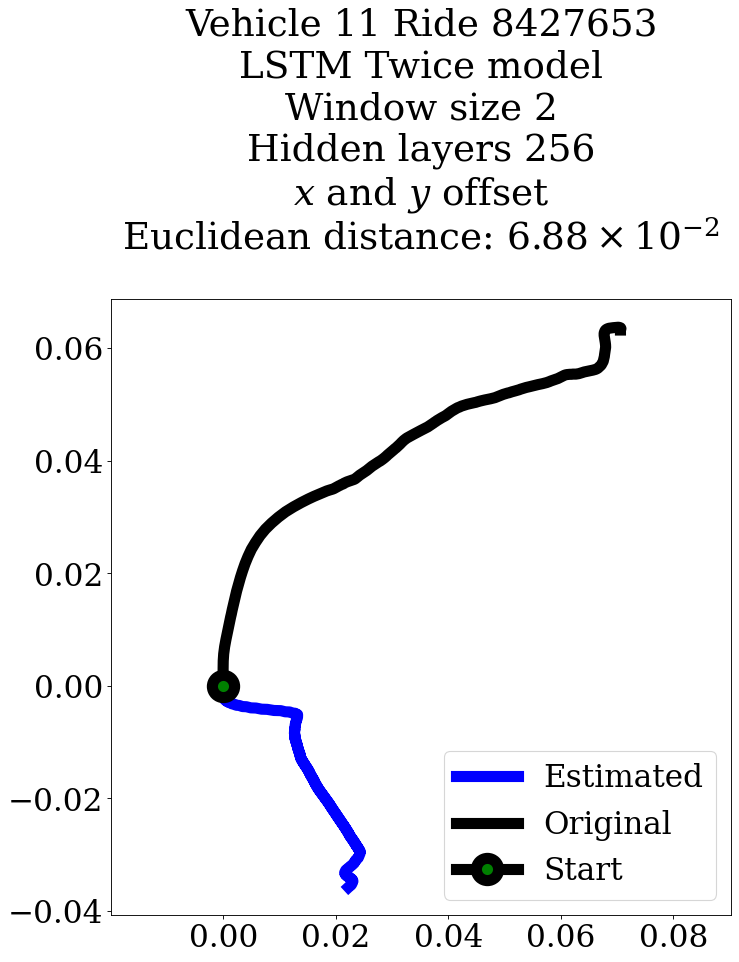 Vehicle 11 Ride 8427653
LSTM Twice model
Window size 2
Hidden layers 256
x and y offset
Euclidean distance: 6.88 × 10⁻²
0.06
0.04
0.02
0.00
−0.02
−0.04
Estimated
Original
Start
0.00 0.02 0.04 0.06 0.08